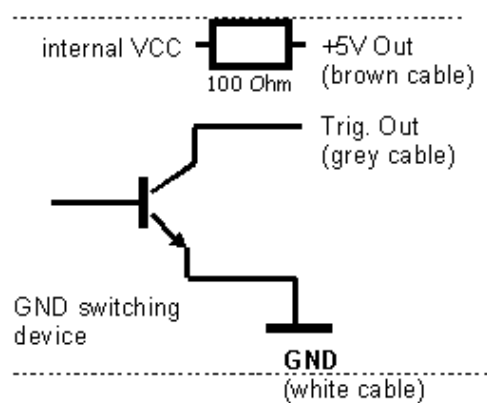 internal VCC
+5V Out
100 Ohm
(brown cable)
Trig. Out
(grey cable)
GND switching
device
GND
(white cable)